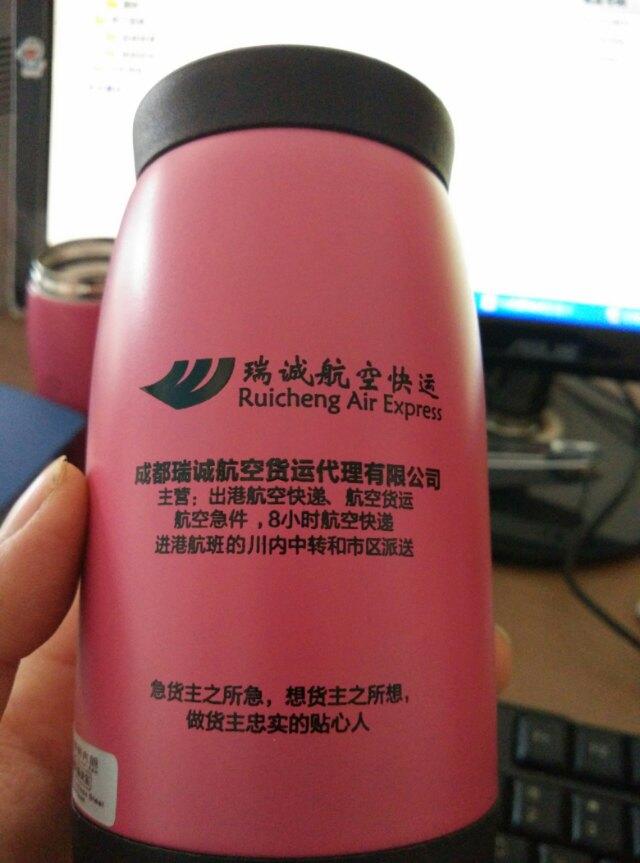 瑞诚航空快运
Ruicheng Air Express
成都瑞诚航空货运代理有限公司
主营：出港航空快递、航空货运
航空急件，8小时航空快递
进港航班的川内中转和市区派送
急货主之所急，想货主之所想，
做货主忠实的贴心人